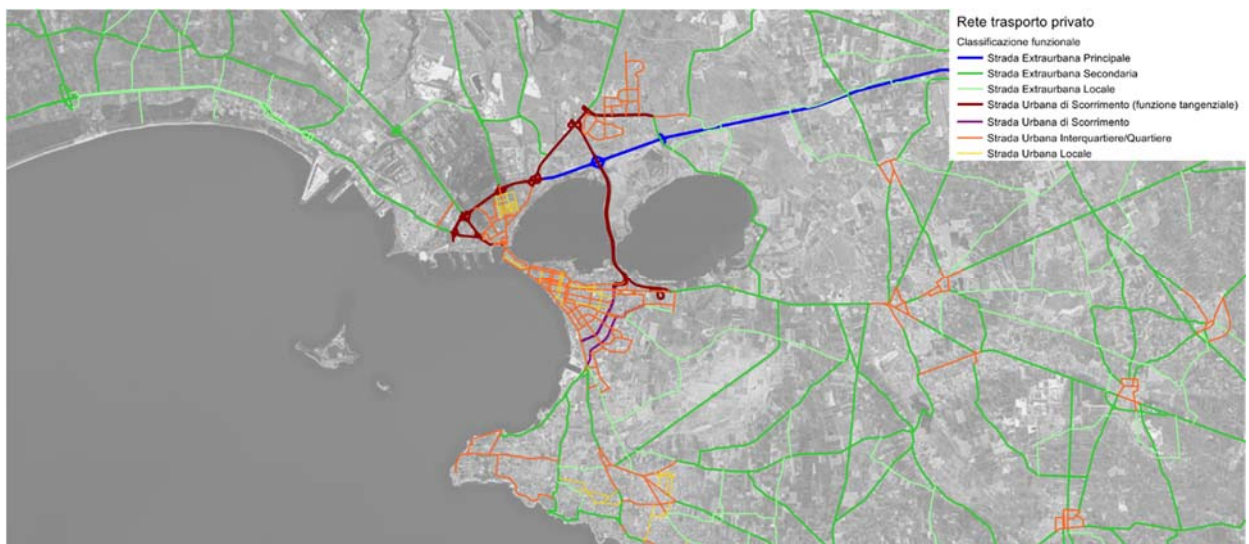 Rete trasporto privato
Classificazione funzionale
Strada Extraurbana Principale
Strada Extraurbana Secondaria
Strada Extraurbana Locale
Strada Urbana di Scorrimento (funzione tangenziale)
Strada Urbana di Scorrimento
Strada Urbana Interquartiere/Quartiere
Strada Urbana Locale